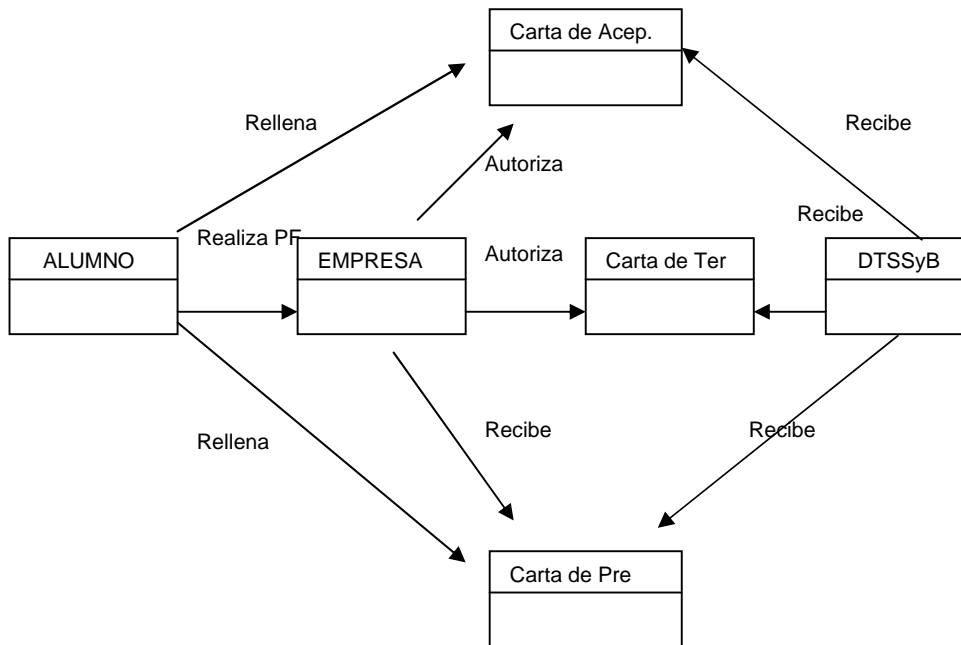 Carta de Acep.
Rellena
Recibe
Autoriza
Recibe
Realiza PF
ALUMNO
EMPRESA
Autoriza
Carta de Ter
DTSSyB
Rellena
Recibe
Recibe
Carta de Pre